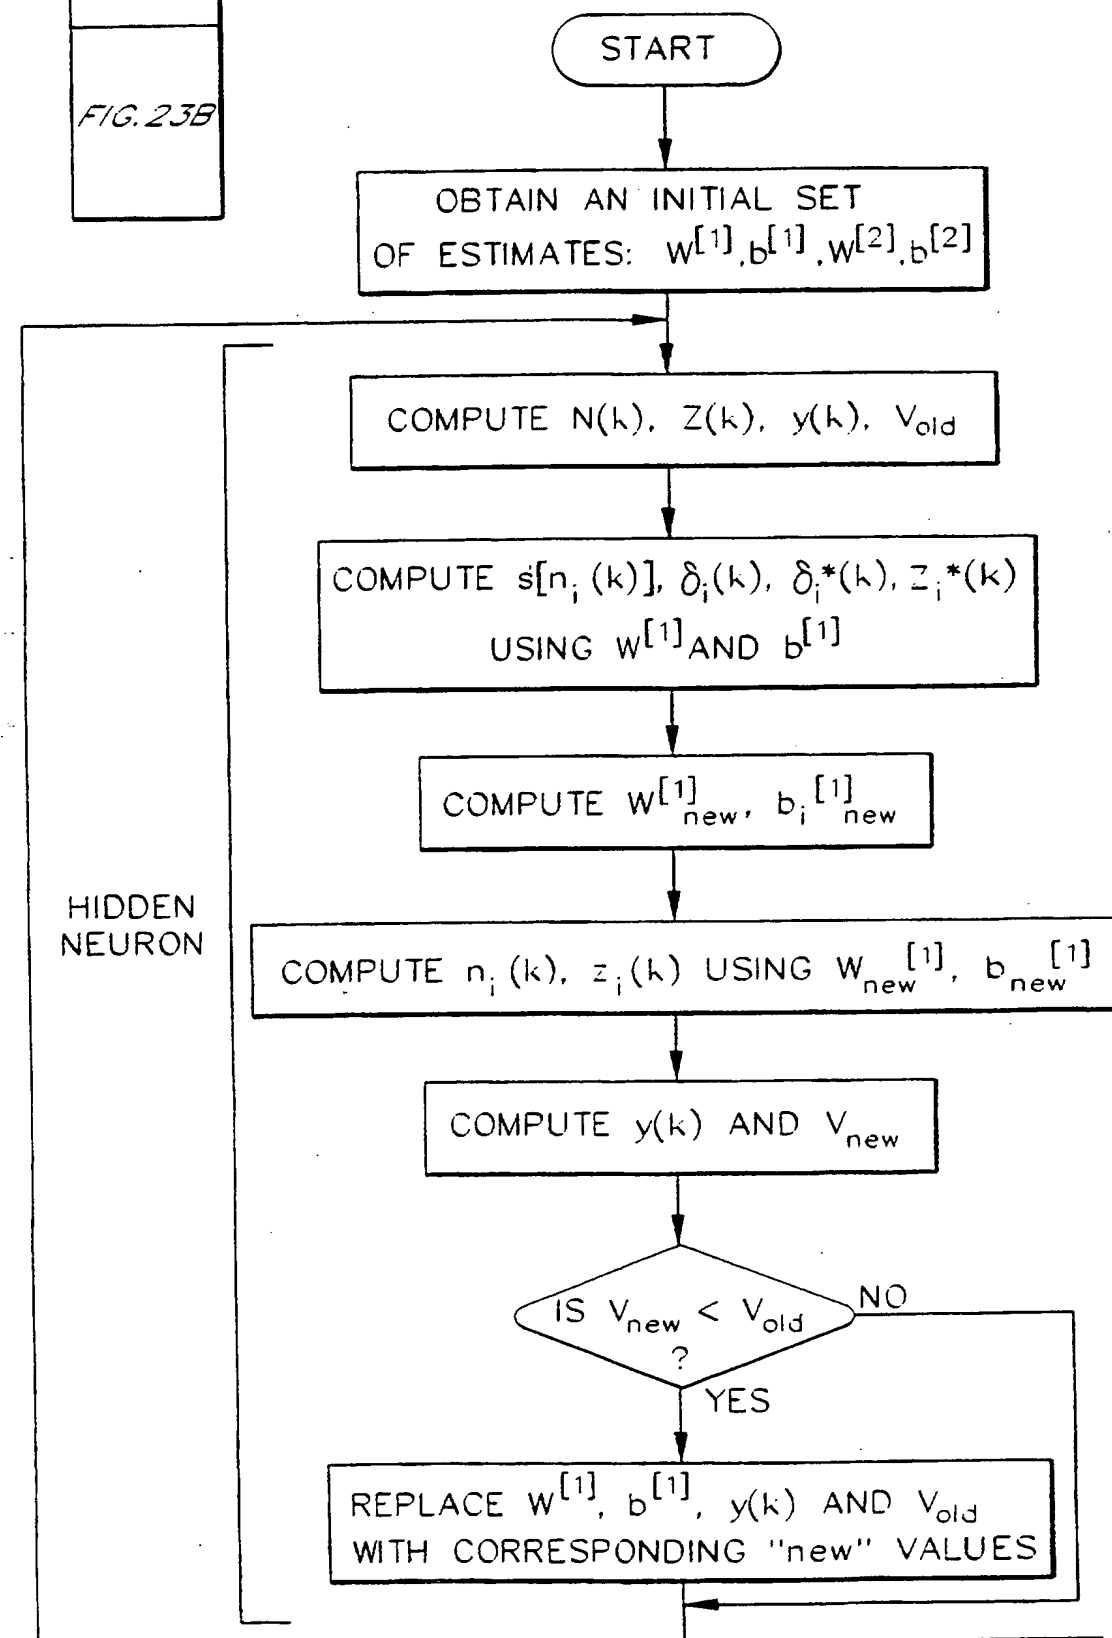 FIG. 23B
START
OBTAIN AN INITIAL SET
OF ESTIMATES: W[1], b[1], W[2], b[2]
COMPUTE N(k), Z(k), y(k), Vold
COMPUTE ṡ[ni(k)], δi(k), δi*(k), Zi*(k)
USING W[1] AND b[1]
COMPUTE W[1]new, bi[1]new
HIDDEN
NEURON
COMPUTE ni(k), zi(k) USING Wnew[1], bnew[1]
COMPUTE y(k) AND Vnew
IS Vnew < Vold
?
NO
YES
REPLACE W[1], b[1], y(k) AND Vold
WITH CORRESPONDING "new" VALUES